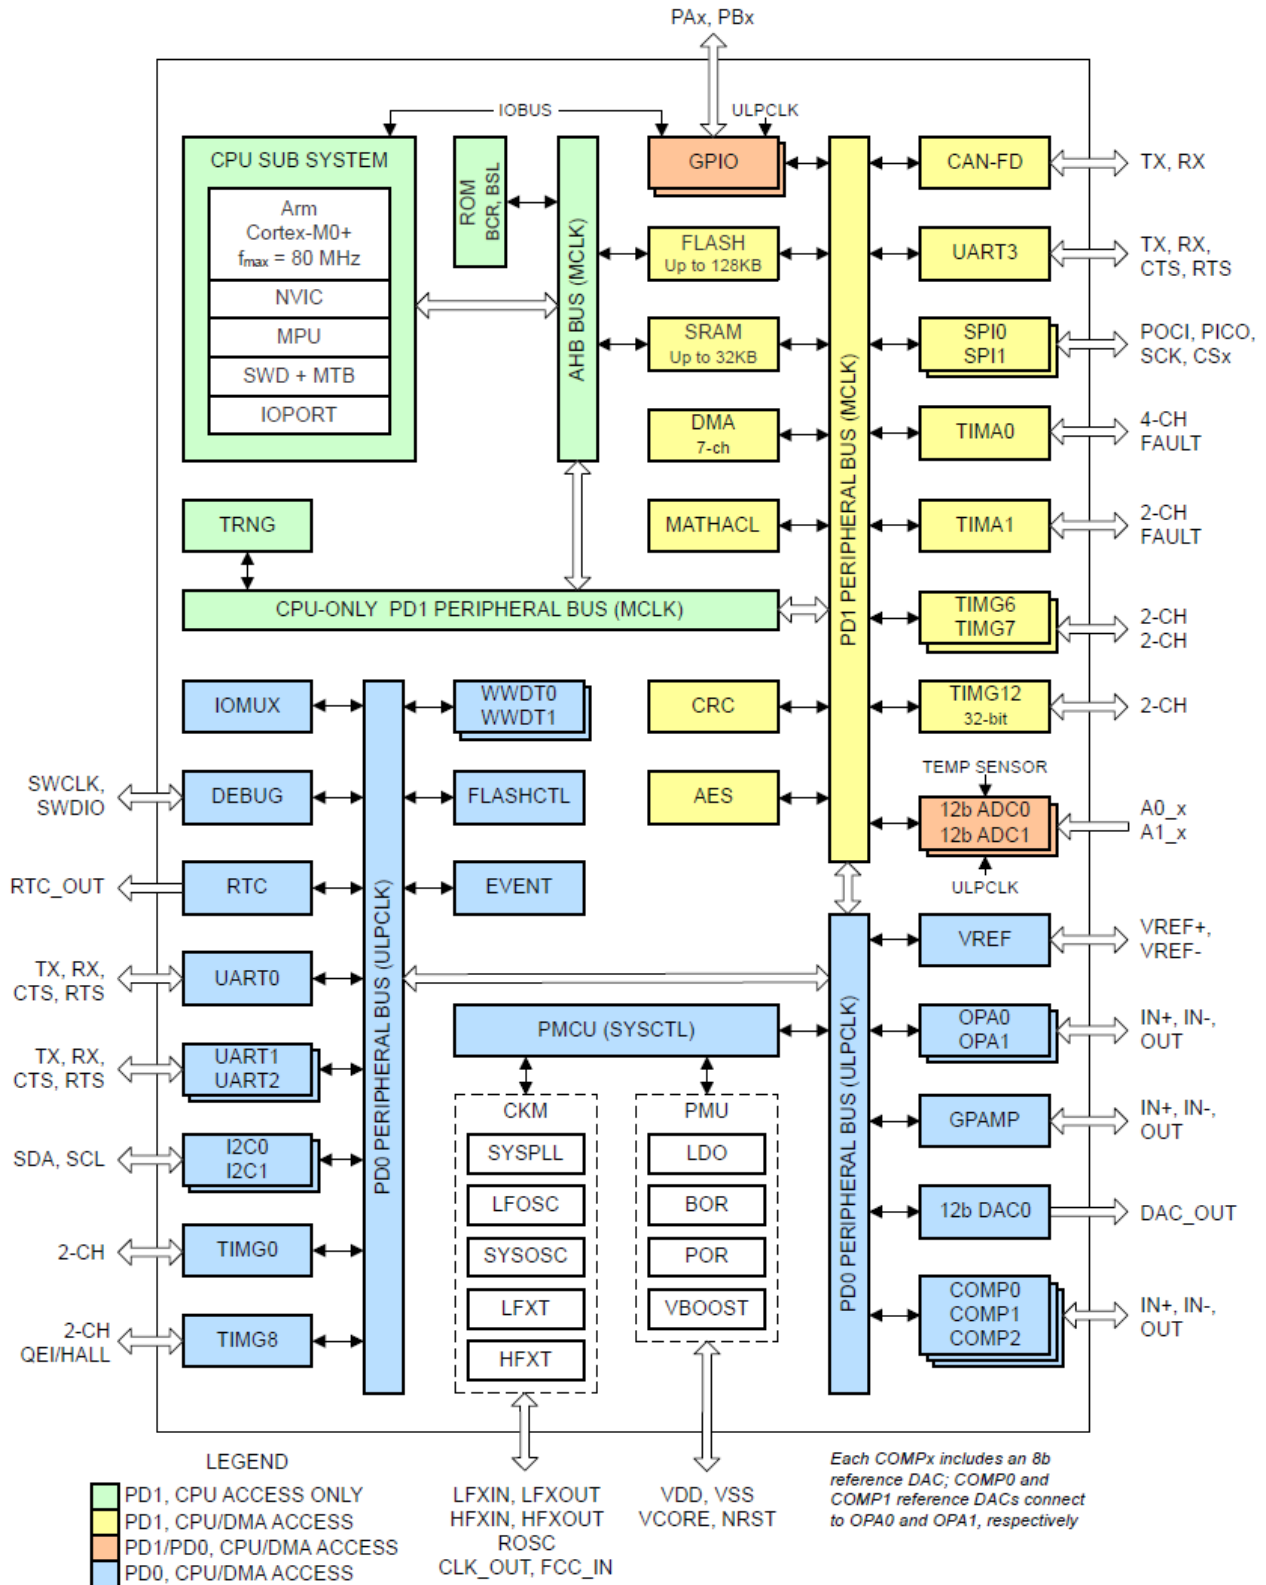 PAx, PBx
IOBUS
ULPCLK
CPU SUB SYSTEM
Arm
Cortex-M0+
fmax = 80 MHz
NVIC
MPU
SWD + MTB
IOPORT
ROM
BCR, BSL
AHB BUS (MCLK)
GPIO
FLASH
Up to 128KB
SRAM
Up to 32KB
DMA
7-ch
MATHACL
PD1 PERIPHERAL BUS (MCLK)
CAN-FD
TX, RX
UART3
TX, RX,
CTS, RTS
SPI0
SPI1
POCI, PICO,
SCK, CSx
TIMA0
4-CH
FAULT
TIMA1
2-CH
FAULT
TIMG6
TIMG7
2-CH
2-CH
TIMG12
32-bit
2-CH
TRNG
CPU-ONLY PD1 PERIPHERAL BUS (MCLK)
CRC
AES
TEMP SENSOR
12b ADC0
12b ADC1
A0_x
A1_x
ULPCLK
IOMUX
WWDT0
WWDT1
SWCLK,
SWDIO
DEBUG
FLASHCTL
RTC_OUT
RTC
EVENT
PD0 PERIPHERAL BUS (ULPCLK)
TX, RX,
CTS, RTS
UART0
TX, RX,
CTS, RTS
UART1
UART2
SDA, SCL
I2C0
I2C1
2-CH
TIMG0
2-CH
QEI/HALL
TIMG8
PMCU (SYSCTL)
CKM
SYSPLL
LFOSC
SYSOSC
LFXT
HFXT
PMU
LDO
BOR
POR
VBOOST
PD0 PERIPHERAL BUS (ULPCLK)
VREF
VREF+,
VREF-
OPA0
OPA1
IN+, IN-,
OUT
GPAMP
IN+, IN-,
OUT
12b DAC0
DAC_OUT
COMP0
COMP1
COMP2
IN+, IN-,
OUT
LEGEND
PD1, CPU ACCESS ONLY
PD1, CPU/DMA ACCESS
PD1/PD0, CPU/DMA ACCESS
PD0, CPU/DMA ACCESS
LFXIN, LFXOUT
HFXIN, HFXOUT
ROSC
CLK_OUT, FCC_IN
VDD, VSS
VCORE, NRST
Each COMPx includes an 8b
reference DAC; COMP0 and
COMP1 reference DACs connect
to OPA0 and OPA1, respectively